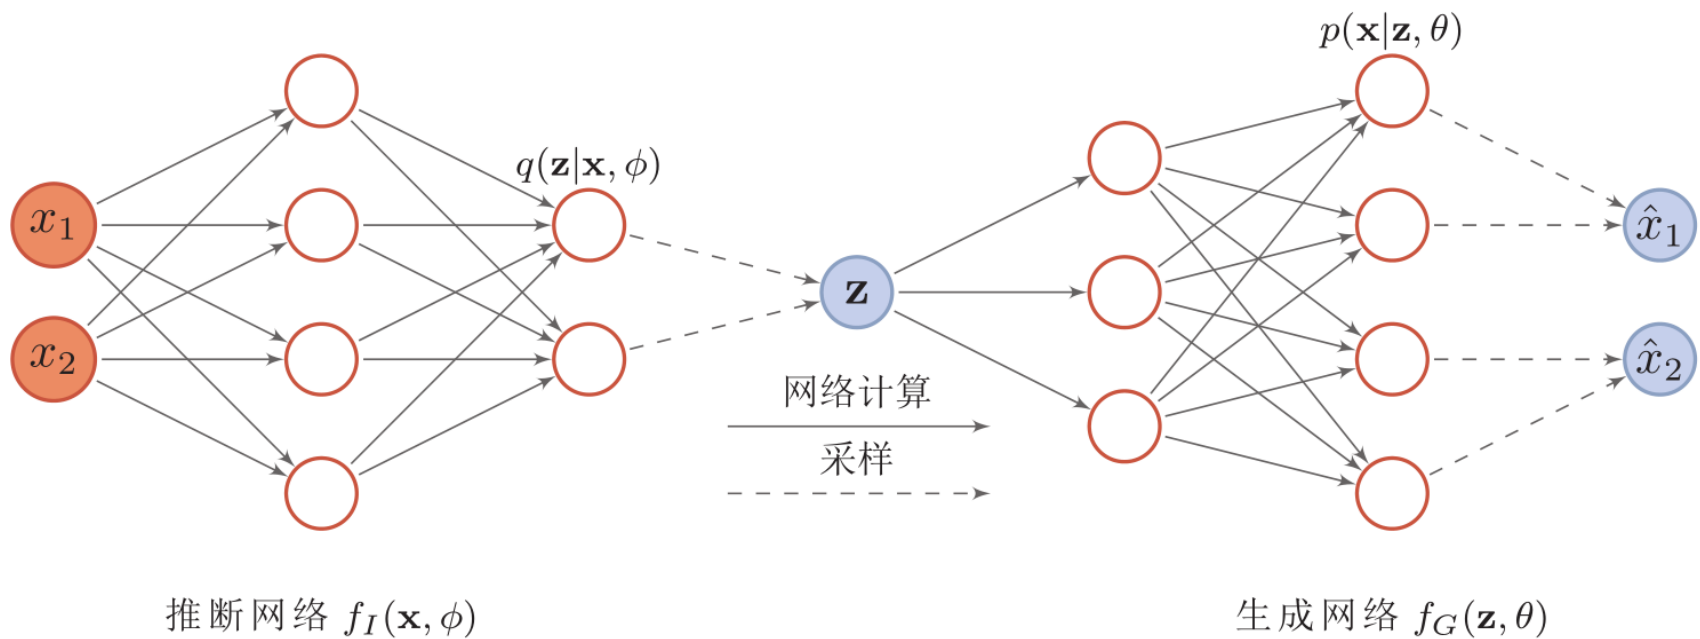 p(x|z, θ)
q(z|x, ϕ)
x₁
x₂
z
x̂₁
x̂₂
网络计算
采样
推断网络 f_I(x, ϕ)
生成网络 f_G(z, θ)